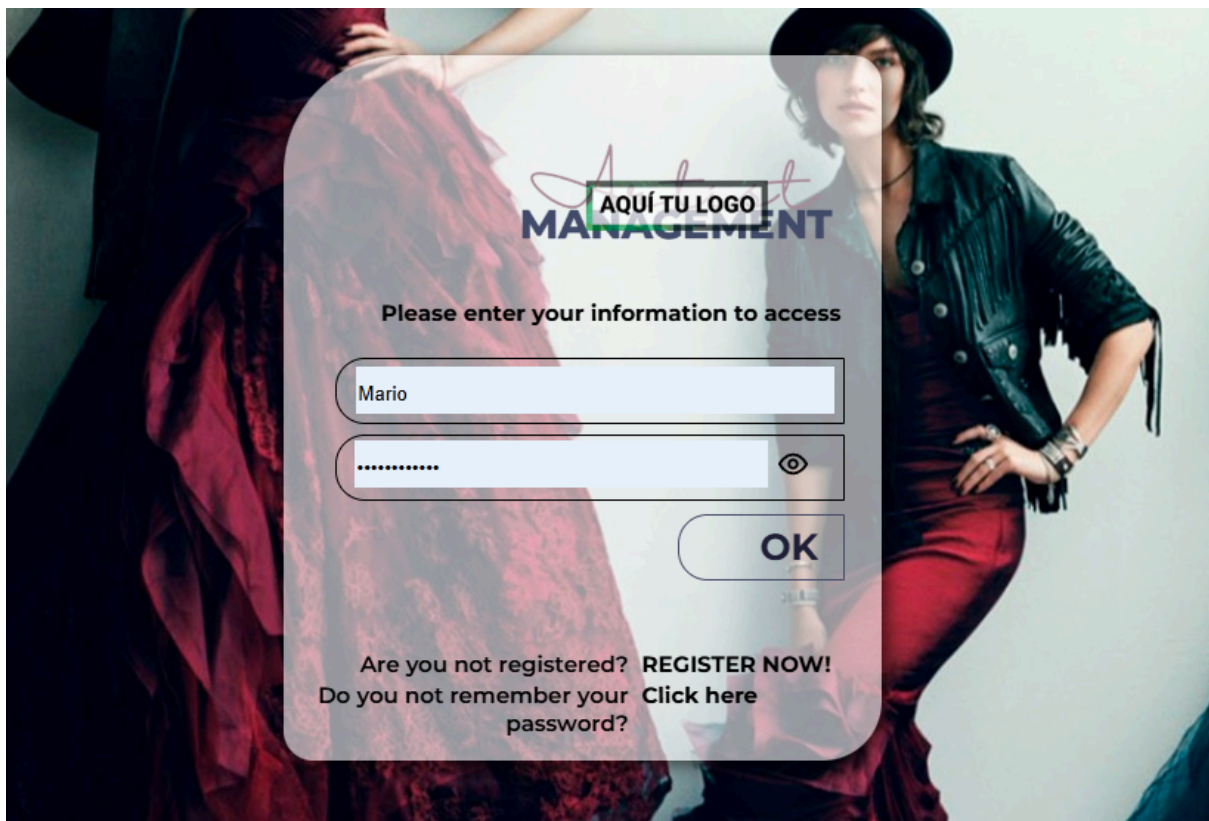 Artist
AQUÍ TU LOGO
MANAGEMENT
Please enter your information to access
Mario
••••••••••••
OK
Are you not registered? REGISTER NOW!
Do you not remember your Click here
password?